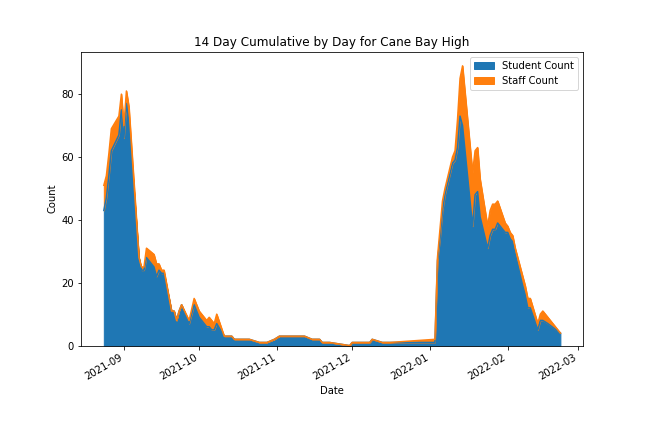 14 Day Cumulative by Day for Cane Bay High
Student Count
Staff Count
80
60
40
20
0
Count
2021-09
2021-10
2021-11
2021-12
2022-01
2022-02
2022-03
Date